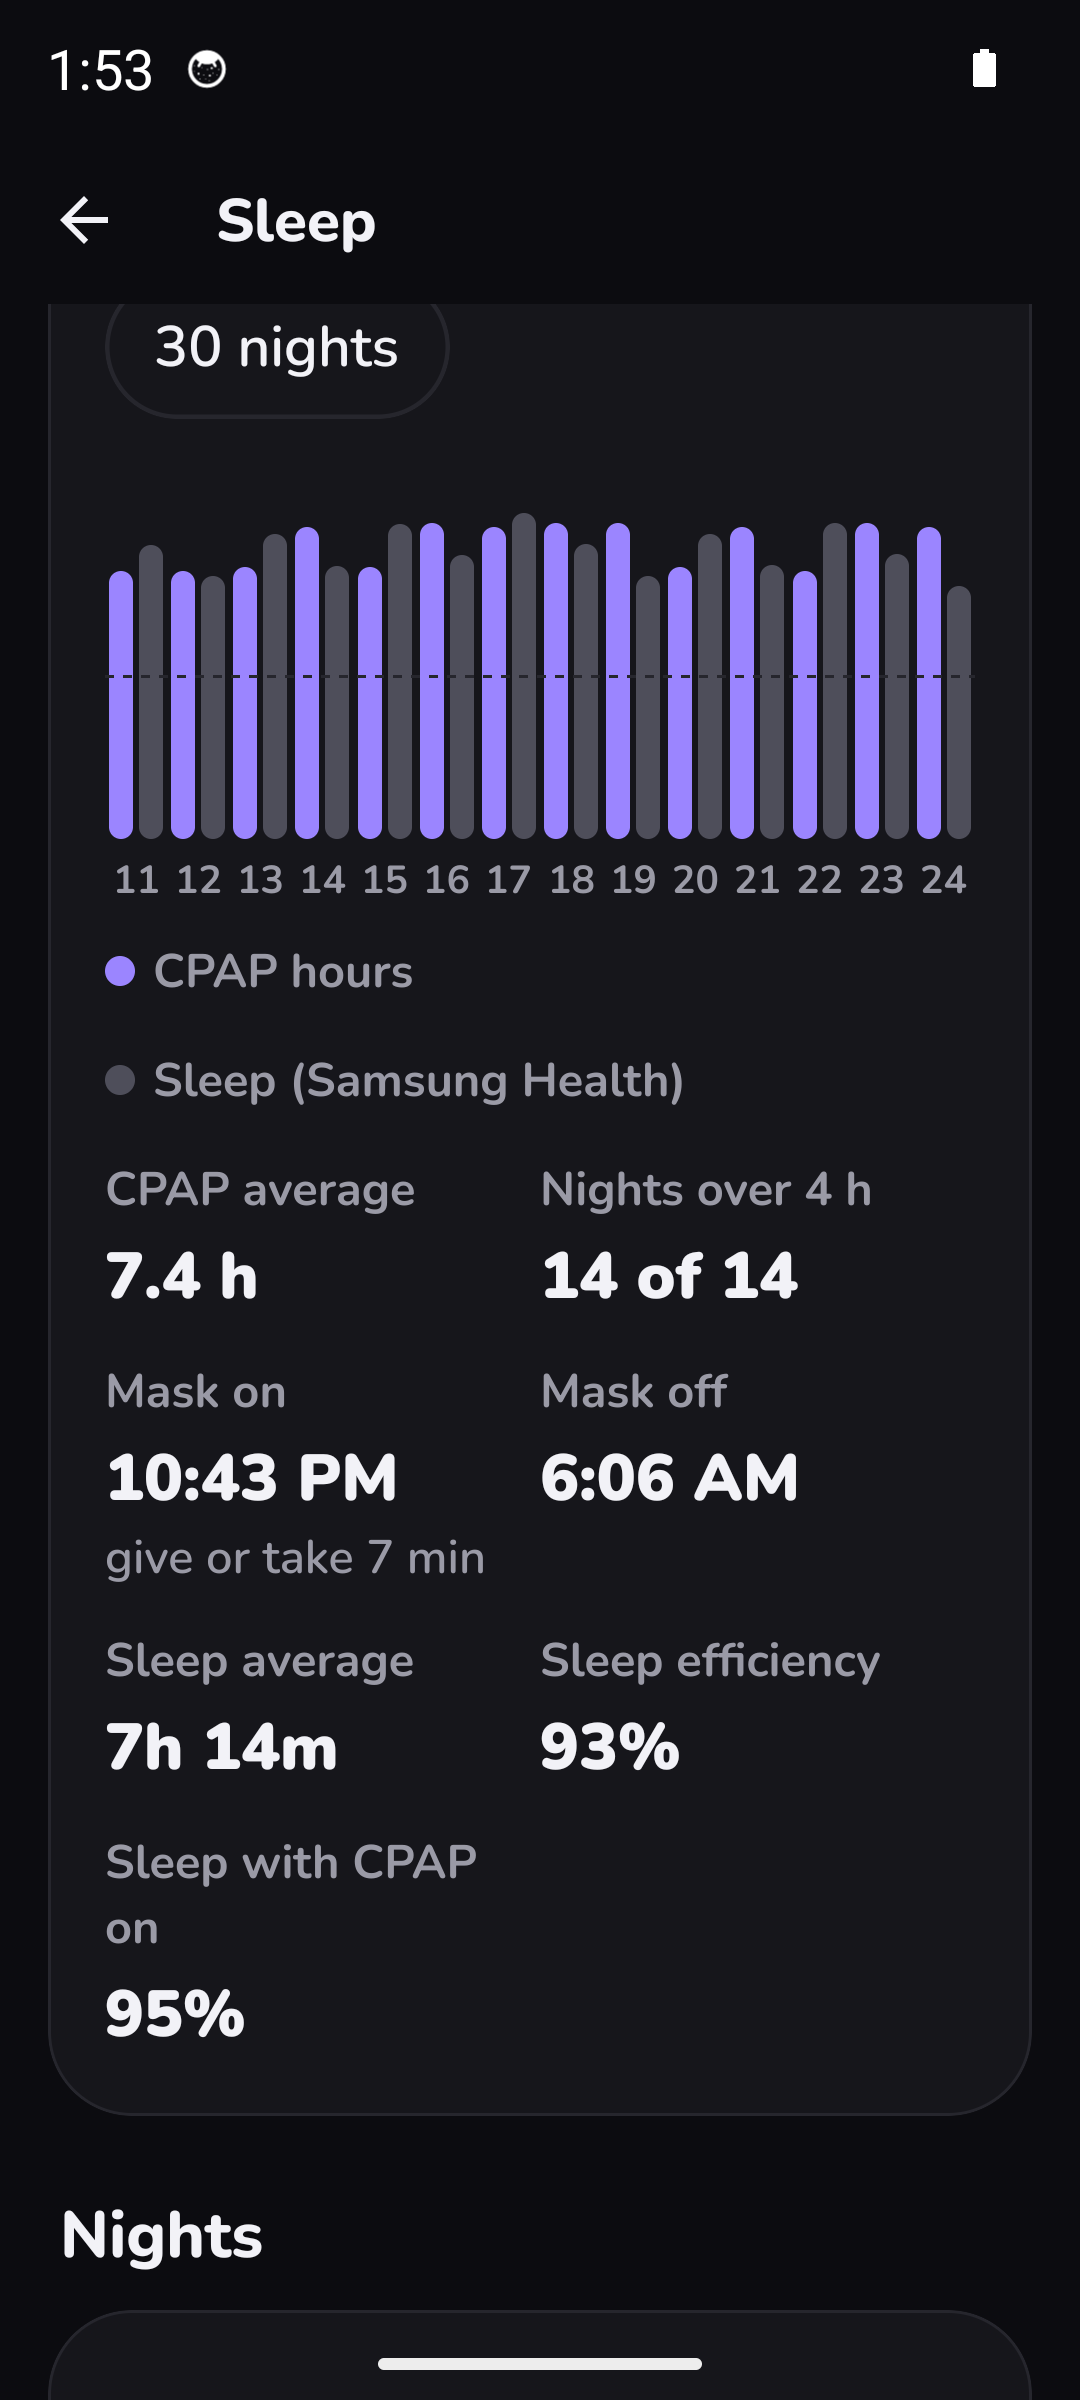 1:53
Sleep
30 nights
11 12 13 14 15 16 17 18 19 20 21 22 23 24
CPAP hours
Sleep (Samsung Health)
CPAP average
Nights over 4 h
7.4 h
14 of 14
Mask on
Mask off
10:43 PM
6:06 AM
give or take 7 min
Sleep average
Sleep efficiency
7h 14m
93%
Sleep with CPAP
on
95%
Nights